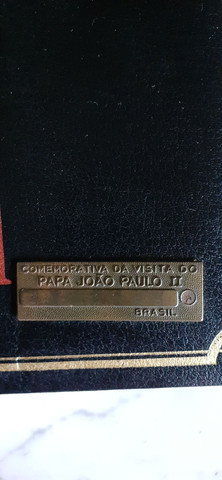 COMEMORATIVA DA VISITA DO
PAPA JOÃO PAULO II
BRASIL